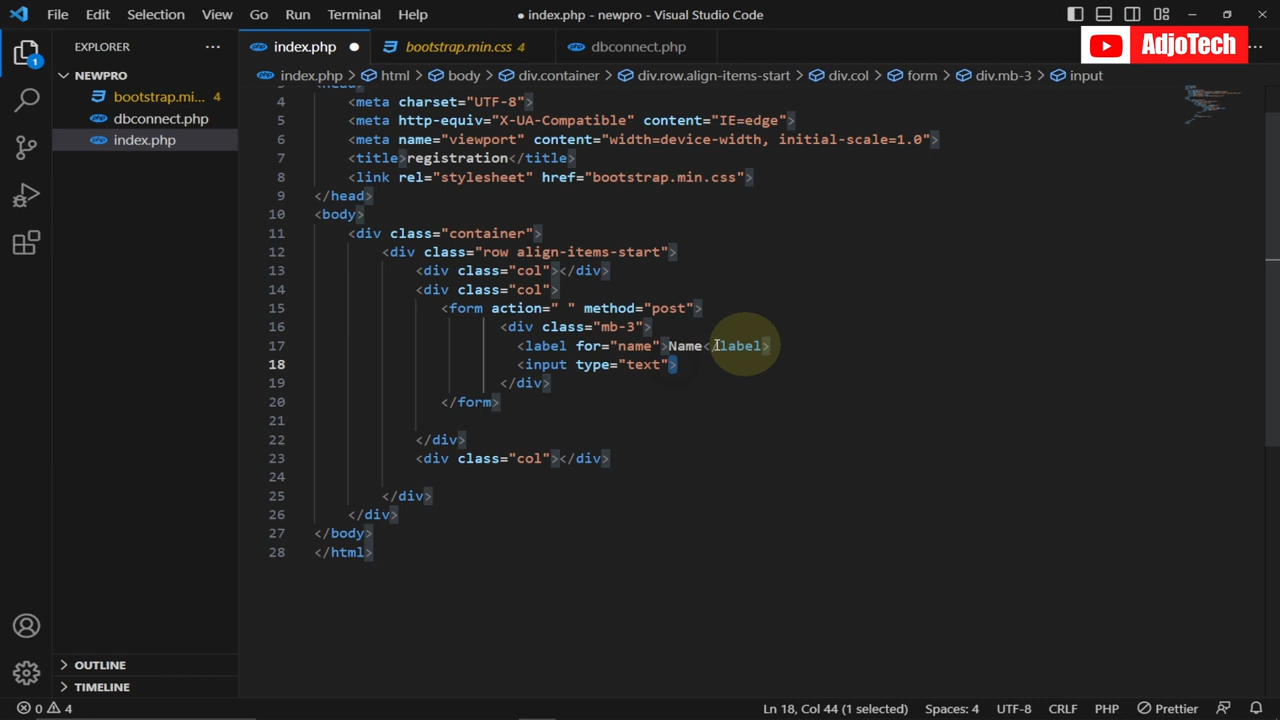 File Edit Selection View Go Run Terminal Help
● index.php - newpro - Visual Studio Code
AdjoTech
EXPLORER
NEWPRO
bootstrap.mi... 4
dbconnect.php
index.php
OUTLINE
TIMELINE
1
index.php ●
bootstrap.min.css 4
dbconnect.php
index.php > html > body > div.container > div.row.align-items-start > div.col > form > div.mb-3 > input
4 <meta charset="UTF-8">
5 <meta http-equiv="X-UA-Compatible" content="IE=edge">
6 <meta name="viewport" content="width=device-width, initial-scale=1.0">
7 <title>registration</title>
8 <link rel="stylesheet" href="bootstrap.min.css">
9 </head>
10 <body>
11 <div class="container">
12 <div class="row align-items-start">
13 <div class="col"></div>
14 <div class="col">
15 <form action=" " method="post">
16 <div class="mb-3">
17 <label for="name">Name</label>
18 <input type="text">
19 </div>
20 </form>
21
22 </div>
23 <div class="col"></div>
24
25 </div>
26 </div>
27 </body>
28 </html>
0 4
Ln 18, Col 44 (1 selected) Spaces: 4 UTF-8 CRLF PHP Prettier